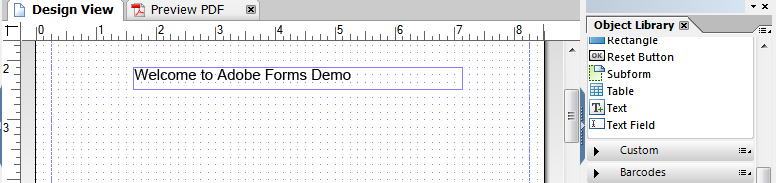 Design View Preview PDF
0 1 2 3 4 5 6 7 8
2
Welcome to Adobe Forms Demo
3
Object Library
Rectangle
OK Reset Button
Subform
Table
T Text
Text Field
Custom
Barcodes